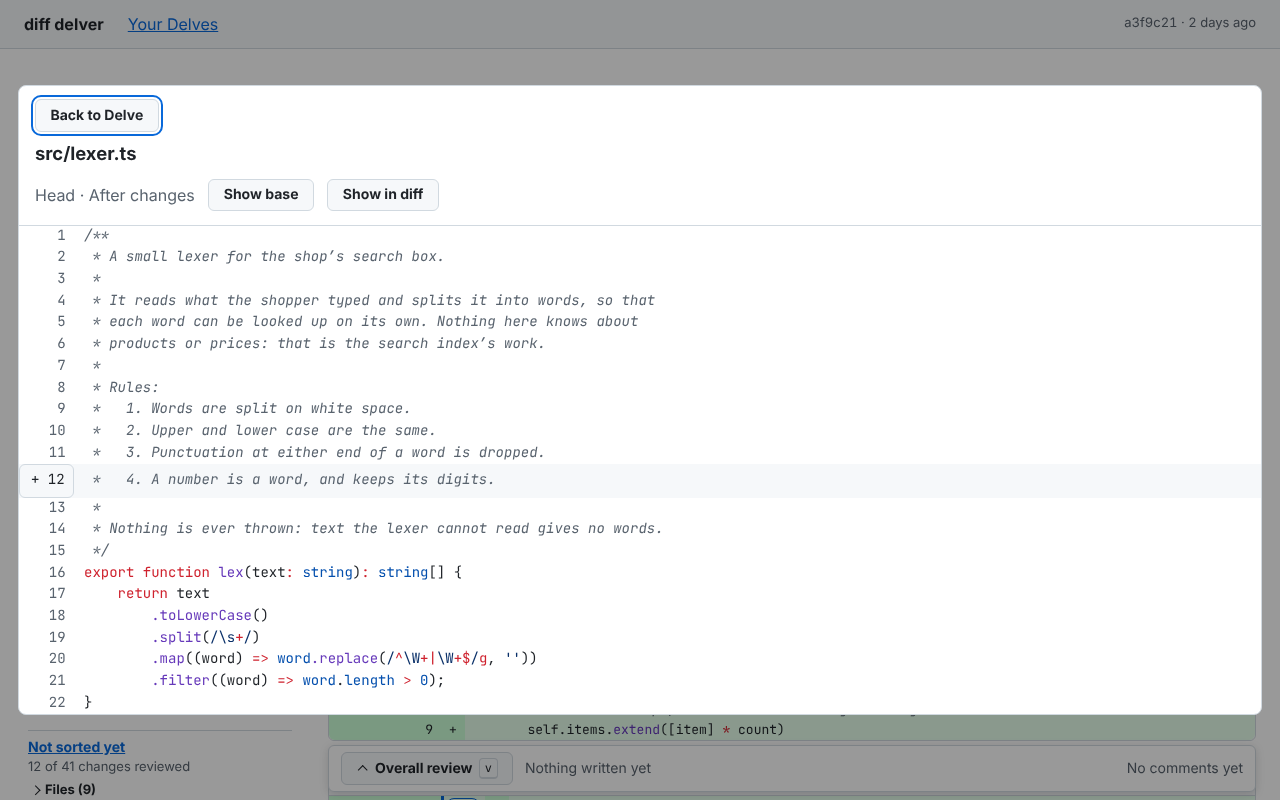 diff delver Your Delves a3f9c21 · 2 days ago
Back to Delve
src/lexer.ts
Head · After changes Show base Show in diff
1 /**
2  * A small lexer for the shop’s search box.
3  *
4  * It reads what the shopper typed and splits it into words, so that
5  * each word can be looked up on its own. Nothing here knows about
6  * products or prices: that is the search index’s work.
7  *
8  * Rules:
9  *   1. Words are split on white space.
10  *   2. Upper and lower case are the same.
11  *   3. Punctuation at either end of a word is dropped.
+ 12  *   4. A number is a word, and keeps its digits.
13  *
14  * Nothing is ever thrown: text the lexer cannot read gives no words.
15  */
16 export function lex(text: string): string[] {
17     return text
18         .toLowerCase()
19         .split(/\s+/)
20         .map((word) => word.replace(/^\W+|\W+$/g, ''))
21         .filter((word) => word.length > 0);
22 }
9 + self.items.extend([item] * count)
Not sorted yet
12 of 41 changes reviewed
Files (9)
Overall review v Nothing written yet No comments yet